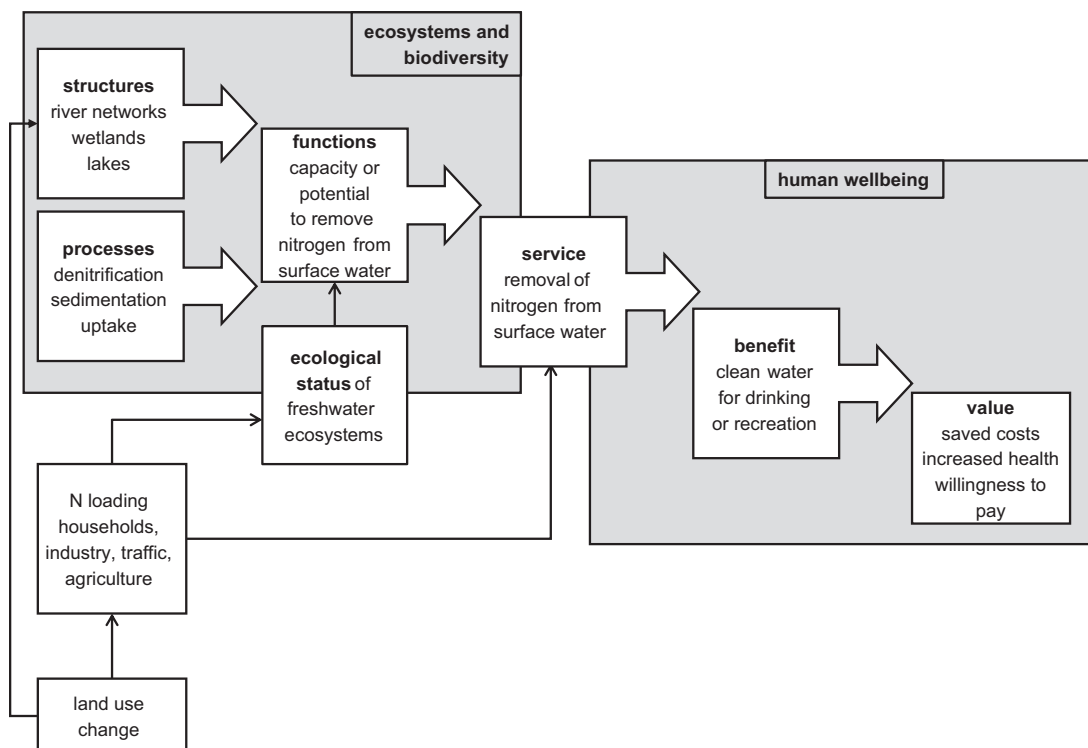 ecosystems and
biodiversity
structures
river networks
wetlands
lakes
functions
capacity or
potential
to remove
nitrogen from
surface water
processes
denitrification
sedimentation
uptake
ecological
status of
freshwater
ecosystems
human wellbeing
service
removal of
nitrogen from
surface water
benefit
clean water
for drinking
or recreation
value
saved costs
increased health
willingness to
pay
N loading
households,
industry, traffic,
agriculture
land use
change